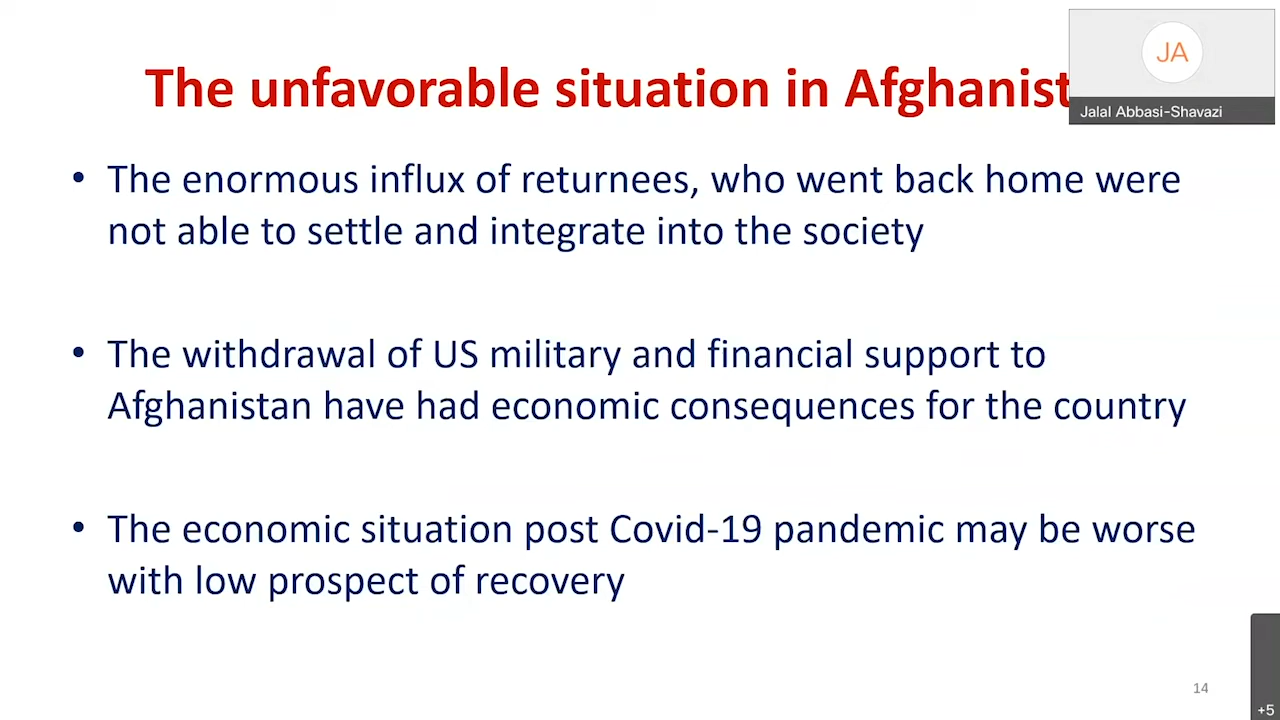 The unfavorable situation in Afghanist
JA
Jalal Abbasi-Shavazi
• The enormous influx of returnees, who went back home were
not able to settle and integrate into the society
• The withdrawal of US military and financial support to
Afghanistan have had economic consequences for the country
• The economic situation post Covid-19 pandemic may be worse
with low prospect of recovery
14
+5